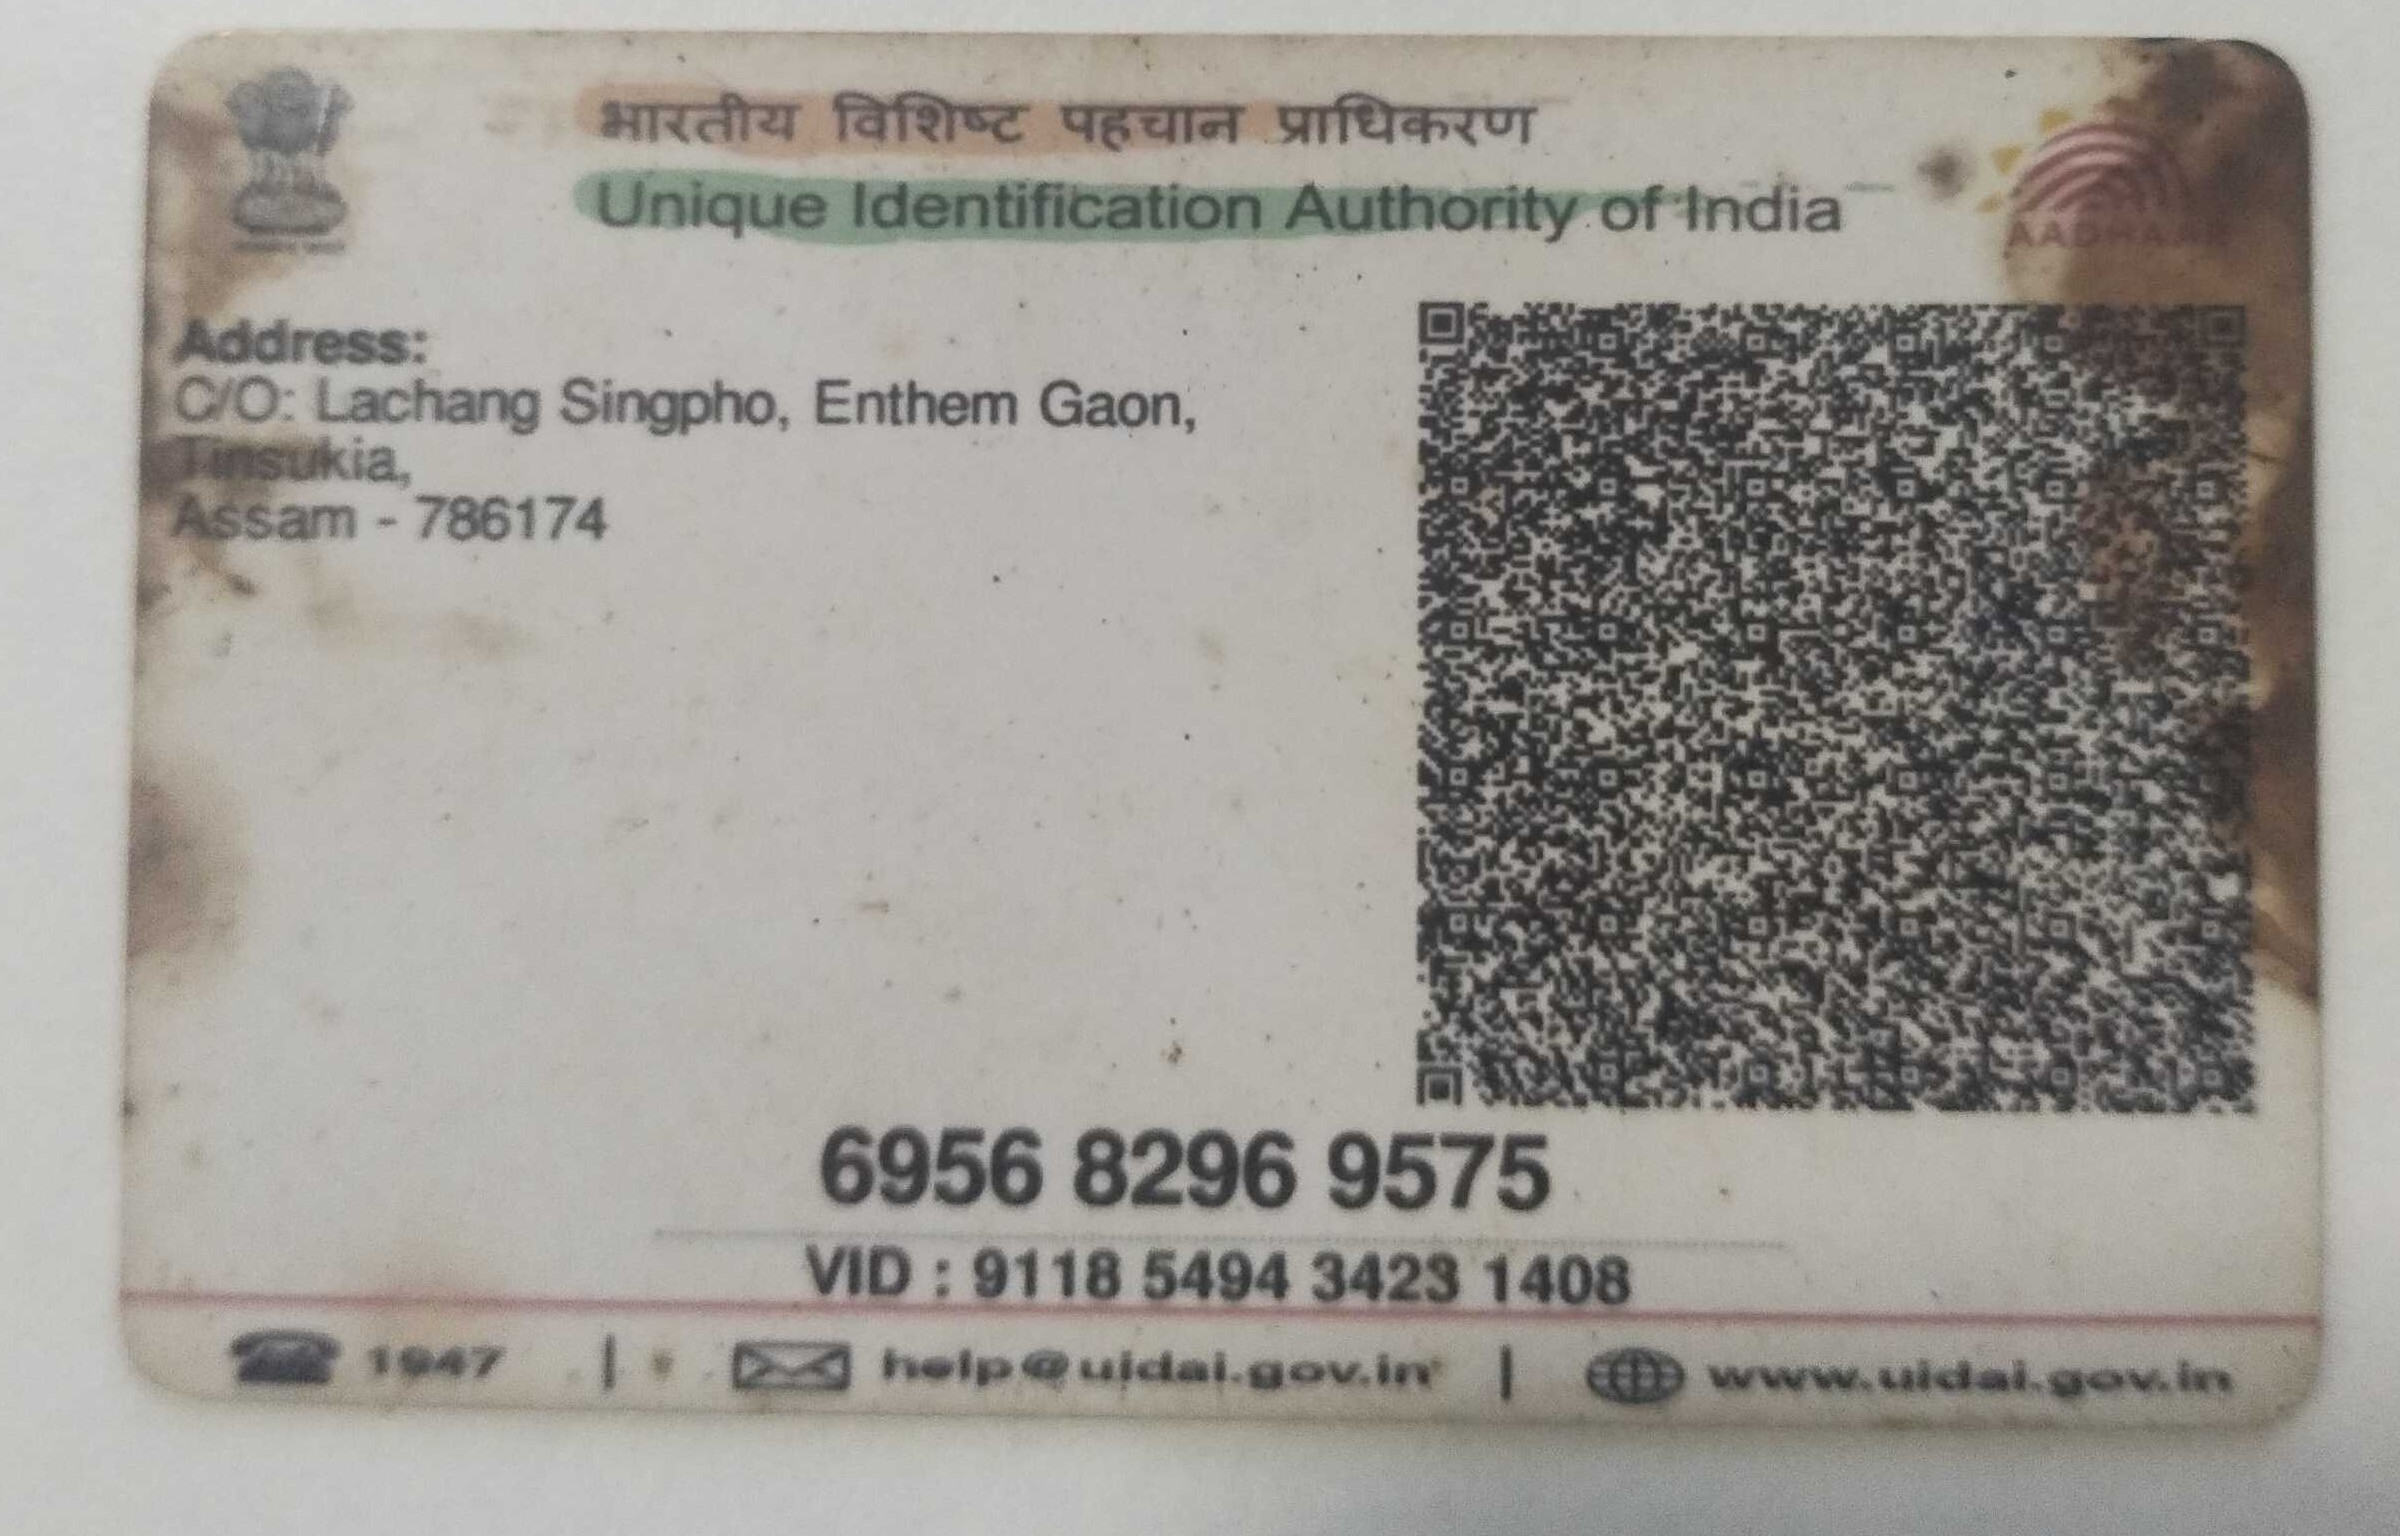 भारतीय विशिष्ट पहचान प्राधिकरण
Unique Identification Authority of India
AADHAAR
Address:
C/O: Lachang Singpho, Enthem Gaon,
Tinsukia,
Assam - 786174
6956 8296 9575
VID : 9118 5494 3423 1408
1947 | help@uidai.gov.in | www.uidai.gov.in